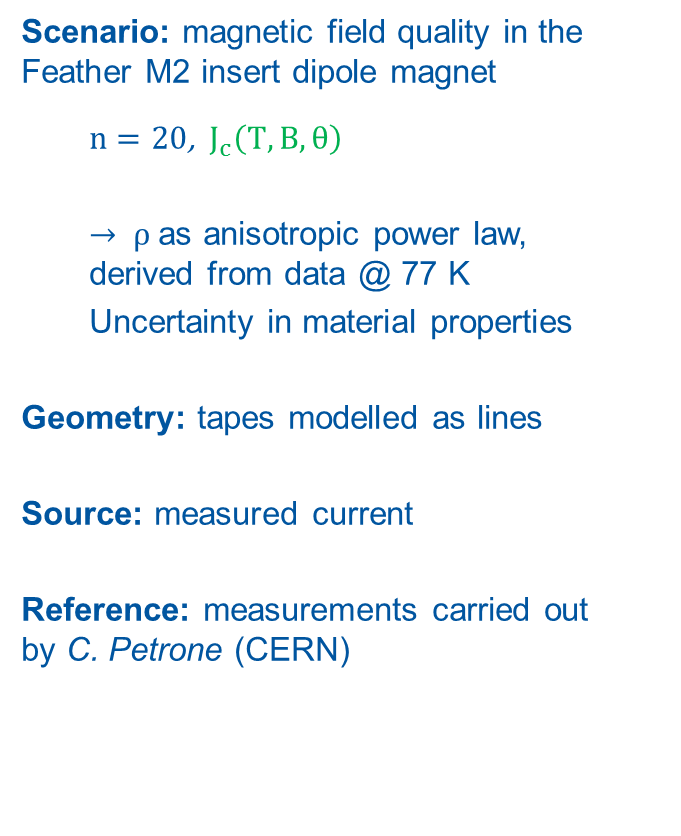 Scenario: magnetic field quality in the
Feather M2 insert dipole magnet
n = 20, J_c(T, B, θ)
→ ρ as anisotropic power law,
derived from data @ 77 K
Uncertainty in material properties
Geometry: tapes modelled as lines
Source: measured current
Reference: measurements carried out
by C. Petrone (CERN)